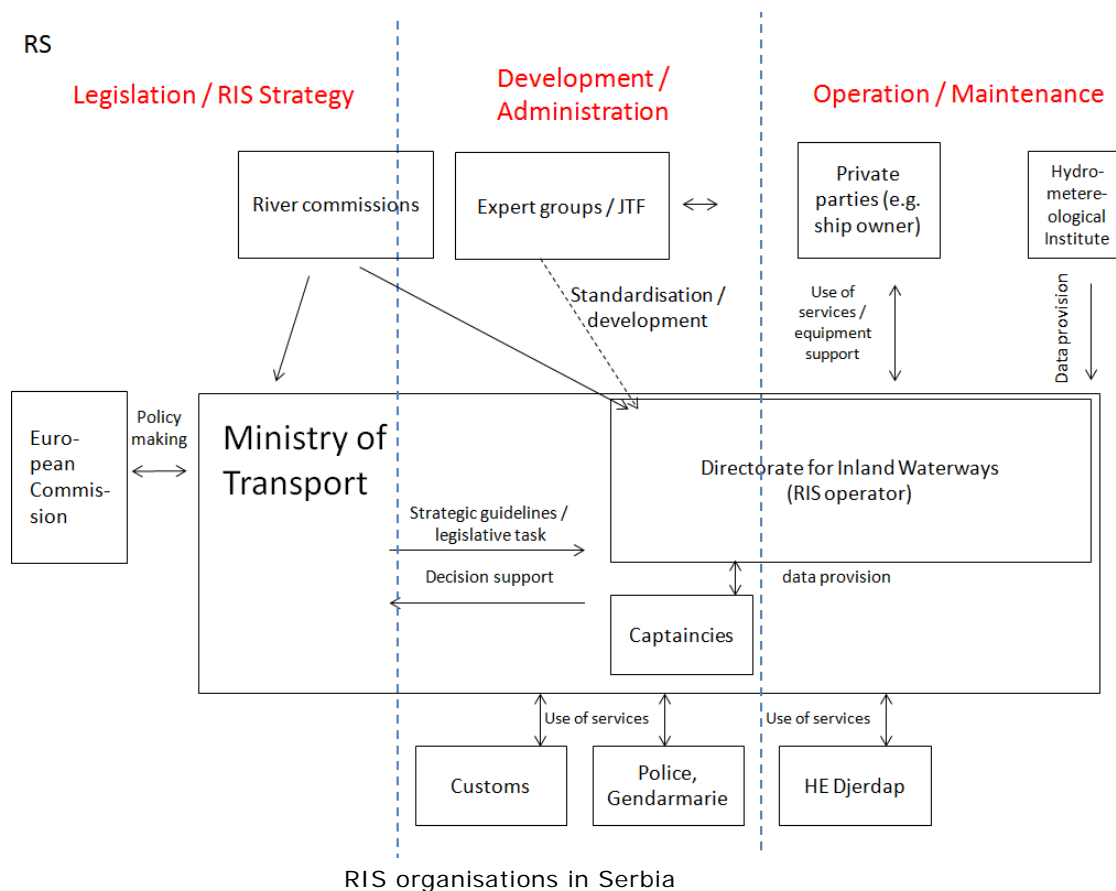 RS
Legislation / RIS Strategy
Development /
Administration
Operation / Maintenance
River commissions
Expert groups / JTF
Private
parties (e.g.
ship owner)
Hydro-
metereo-
ological
Institute
Standardisation /
development
Use of
services /
equipment
support
Data provision
Euro-
pean
Commis-
sion
Policy
making
Ministry of
Transport
Directorate for Inland Waterways
(RIS operator)
Strategic guidelines /
legislative task
Decision support
data provision
Captaincies
Use of services
Use of services
Customs
Police,
Gendarmarie
HE Djerdap
RIS organisations in Serbia